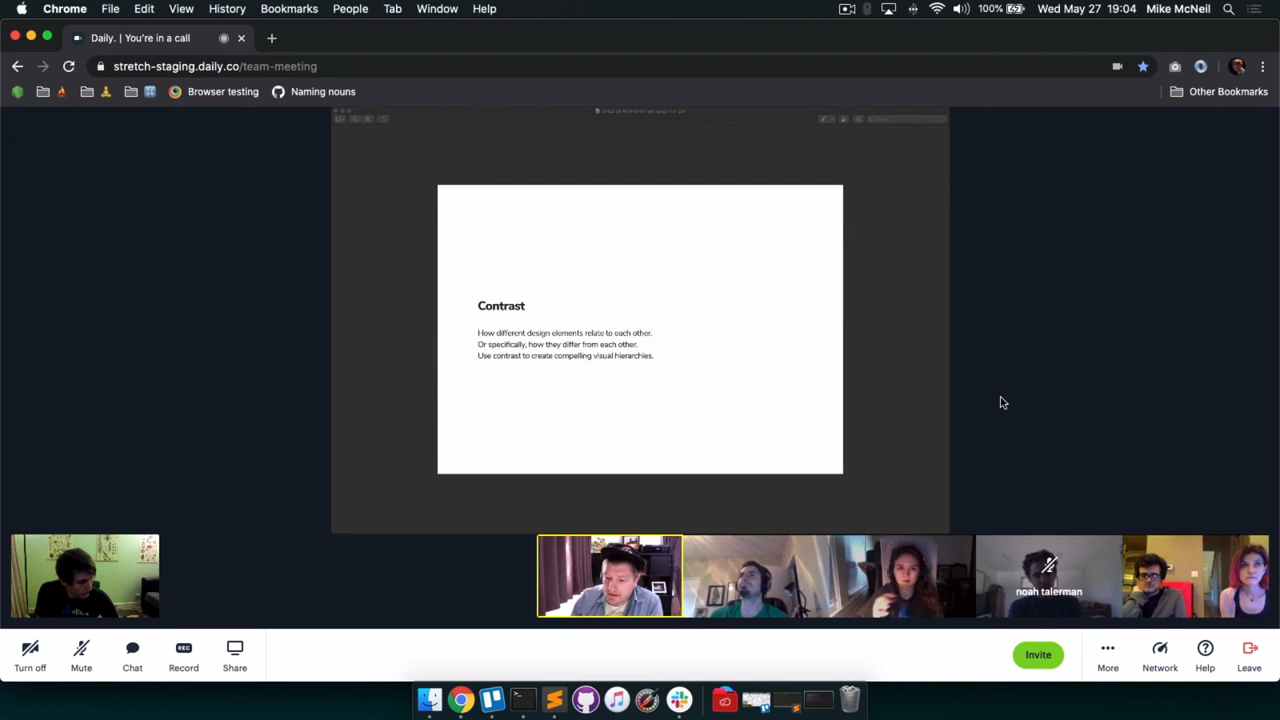 Chrome File Edit View History Bookmarks People Tab Window Help
100% Wed May 27 19:04 Mike McNeil
Daily. | You're in a call
stretch-staging.daily.co/team-meeting
Browser testing Naming nouns Other Bookmarks
Contrast
How different design elements relate to each other.
Or specifically, how they differ from each other.
Use contrast to create compelling visual hierarchies.
noah talerman
REC
Turn off Mute Chat Record Share Invite More Network Help Leave